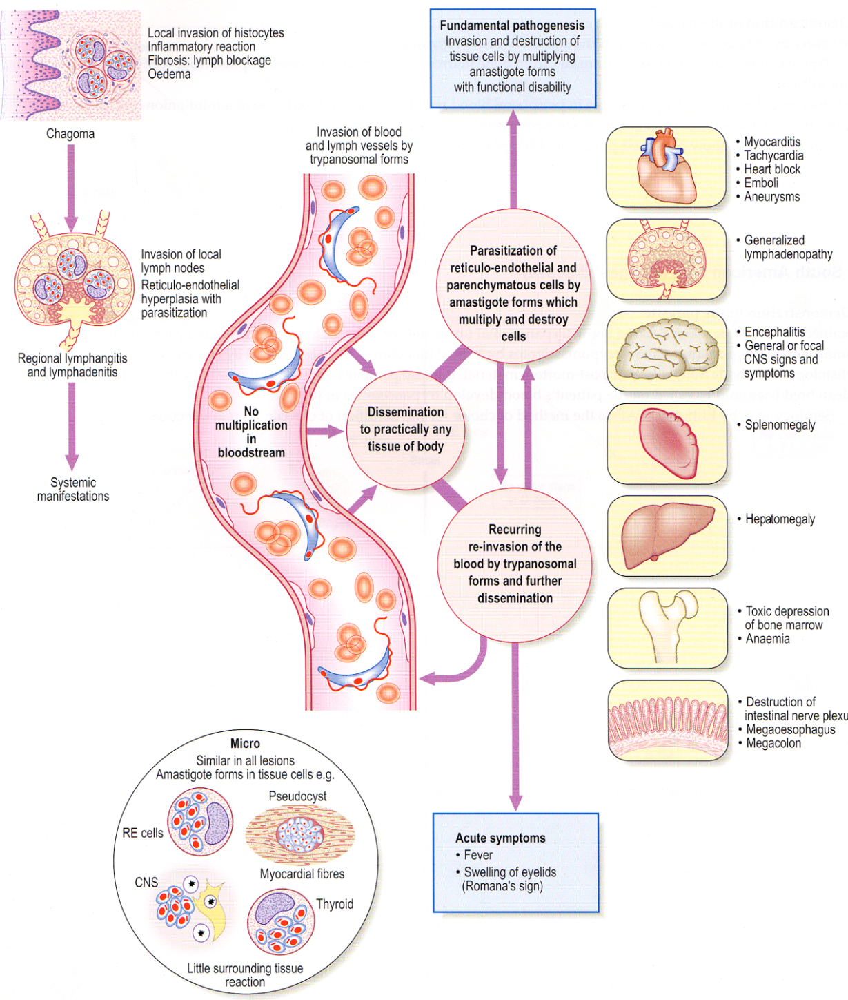 Local invasion of histocytes
Inflammatory reaction
Fibrosis: lymph blockage
Oedema
Chagoma
Invasion of local
lymph nodes
Reticulo-endothelial
hyperplasia with
parasitization
Regional lymphangitis
and lymphadenitis
Systemic
manifestations
Invasion of blood
and lymph vessels by
trypanosomal forms
No
multiplication
in
bloodstream
Dissemination
to practically any
tissue of body
Fundamental pathogenesis
Invasion and destruction of
tissue cells by multiplying
amastigote forms
with functional disability
Parasitization of
reticulo-endothelial and
parenchymatous cells by
amastigote forms which
multiply and destroy
cells
Recurring
re-invasion of the
blood by trypanosomal
forms and further
dissemination
Acute symptoms
• Fever
• Swelling of eyelids
(Romana's sign)
• Myocarditis
• Tachycardia
• Heart block
• Emboli
• Aneurysms
• Generalized
lymphadenopathy
• Encephalitis
• General or focal
CNS signs and
symptoms
• Splenomegaly
• Hepatomegaly
• Toxic depression
of bone marrow
• Anaemia
• Destruction of
intestinal nerve plexu
• Megaoesophagus
• Megacolon
Micro
Similar in all lesions
Amastigote forms in tissue cells e.g.
RE cells
Pseudocyst
Myocardial fibres
CNS
Thyroid
Little surrounding tissue
reaction